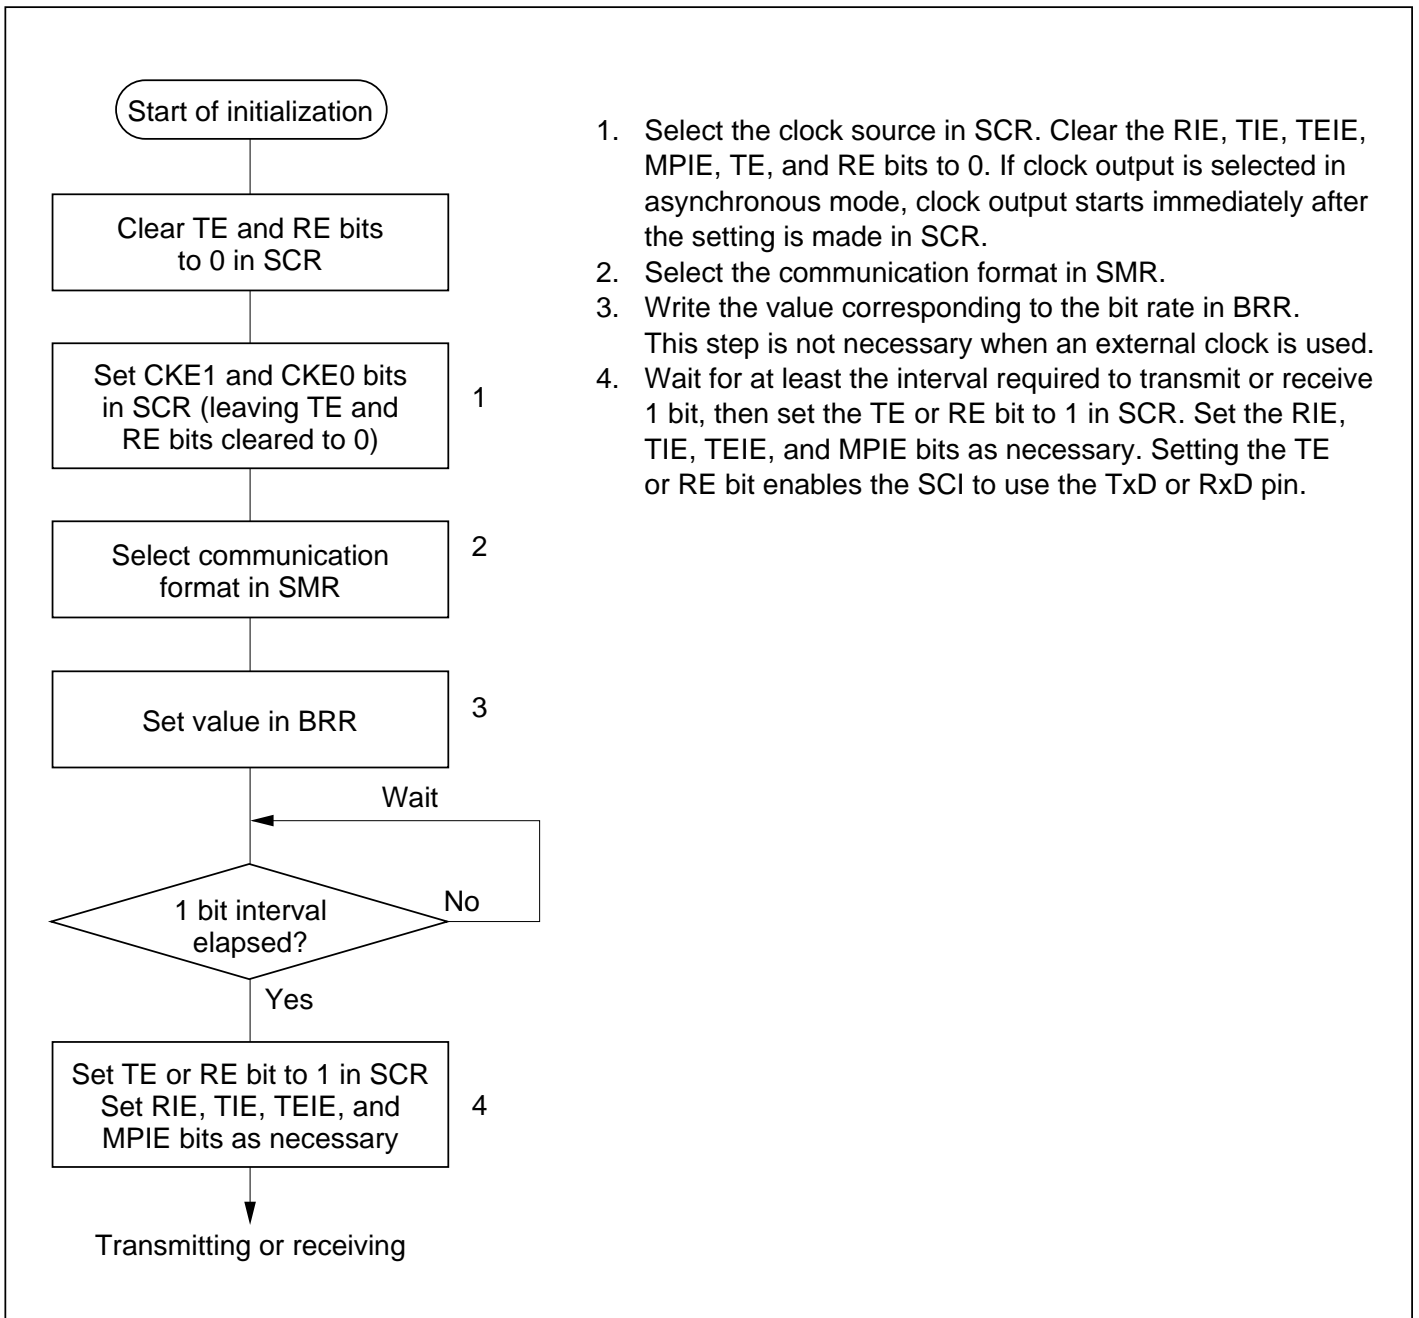 Start of initialization
Clear TE and RE bits
to 0 in SCR
Set CKE1 and CKE0 bits
in SCR (leaving TE and
RE bits cleared to 0)
1
Select communication
format in SMR
2
Set value in BRR
3
Wait
1 bit interval
elapsed?
No
Yes
Set TE or RE bit to 1 in SCR
Set RIE, TIE, TEIE, and
MPIE bits as necessary
4
Transmitting or receiving
1. Select the clock source in SCR. Clear the RIE, TIE, TEIE,
MPIE, TE, and RE bits to 0. If clock output is selected in
asynchronous mode, clock output starts immediately after
the setting is made in SCR.
2. Select the communication format in SMR.
3. Write the value corresponding to the bit rate in BRR.
This step is not necessary when an external clock is used.
4. Wait for at least the interval required to transmit or receive
1 bit, then set the TE or RE bit to 1 in SCR. Set the RIE,
TIE, TEIE, and MPIE bits as necessary. Setting the TE
or RE bit enables the SCI to use the TxD or RxD pin.